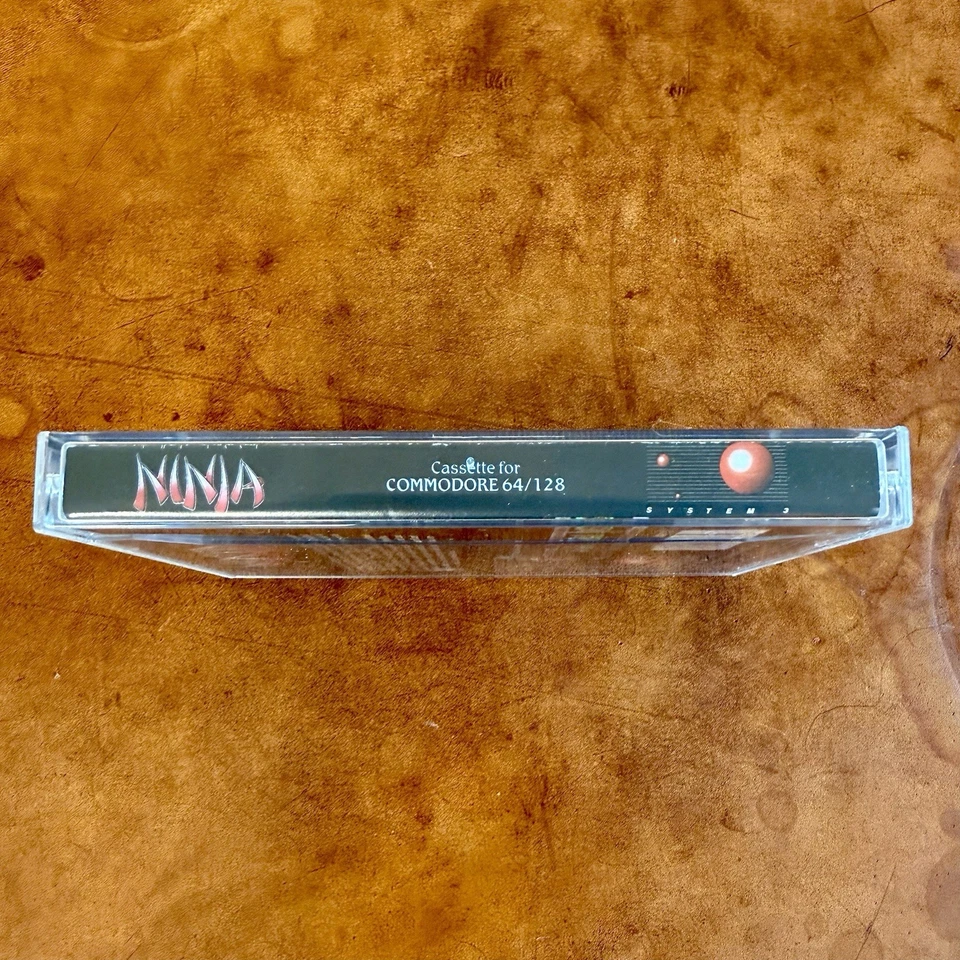 NINJA
Cassette for
COMMODORE 64/128
SYSTEM 3